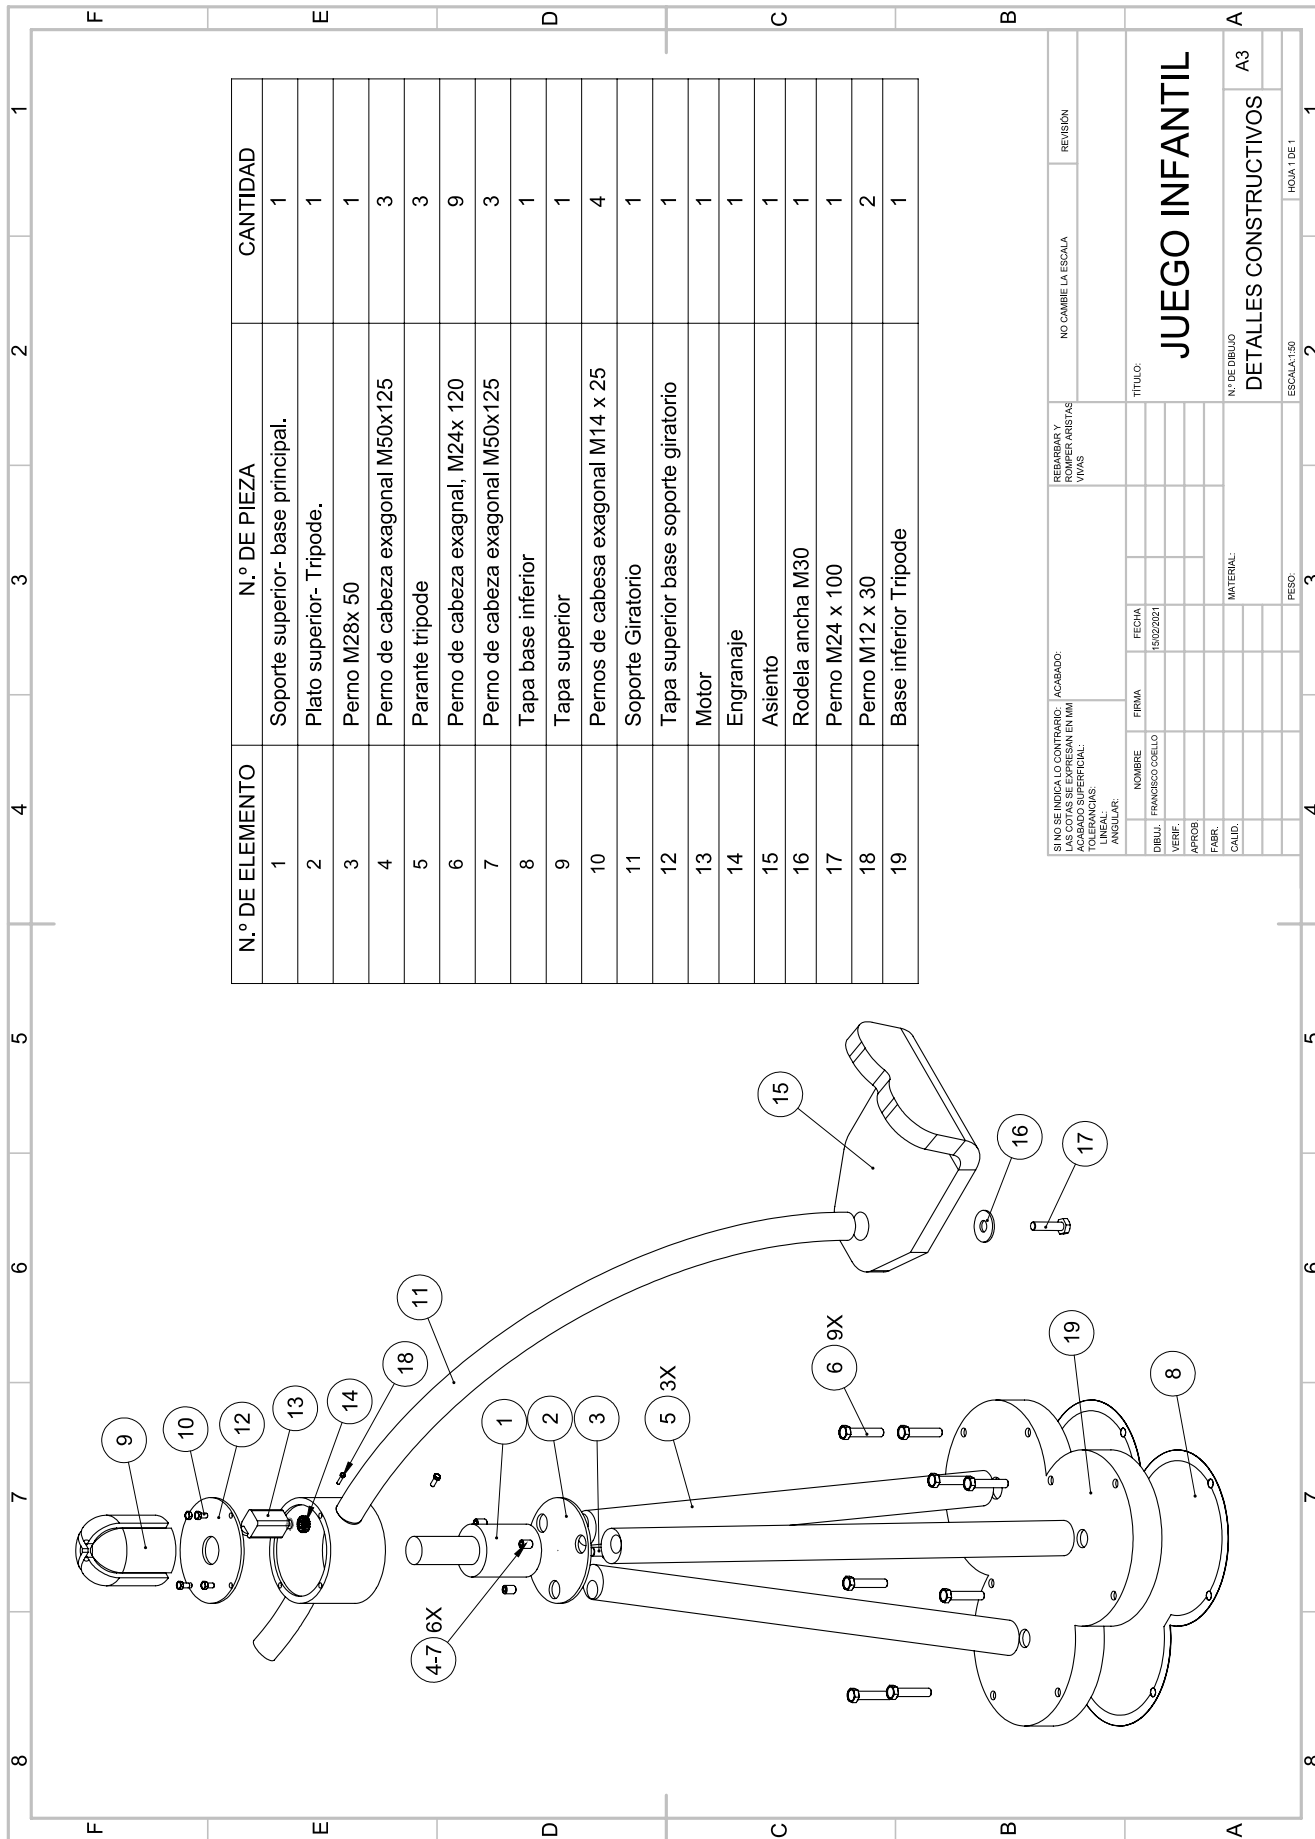 8 7 6 5 4 3 2 1
F
E
D
C
B
A
N.º DE ELEMENTO N.º DE PIEZA CANTIDAD
1 Soporte superior- base principal. 1
2 Plato superior- Tripode. 1
3 Perno M28x 50 1
4 Perno de cabeza exagonal M50x125 3
5 Parante tripode 3
6 Perno de cabeza exagnal, M24x 120 9
7 Perno de cabeza exagonal M50x125 3
8 Tapa base inferior 1
9 Tapa superior 1
10 Pernos de cabesa exagonal M14 x 25 4
11 Soporte Giratorio 1
12 Tapa superior base soporte giratorio 1
13 Motor 1
14 Engranaje 1
15 Asiento 1
16 Rodela ancha M30 1
17 Perno M24 x 100 1
18 Perno M12 x 30 2
19 Base inferior Tripode 1
9
10
12
13
14
18
11
1
4-7 6X
2
3
5 3X
6 9X
15
16
17
19
8
SI NO SE INDICA LO CONTRARIO:
LAS COTAS SE EXPRESAN EN MM
ACABADO SUPERFICIAL:
TOLERANCIAS:
LINEAL:
ANGULAR:
ACABADO:
REBARBAR Y
ROMPER ARISTAS
VIVAS
NO CAMBIE LA ESCALA
REVISIÓN
NOMBRE FIRMA FECHA
DIBUJ. FRANCISCO COELLO 15/02/2021
VERIF.
APROB.
FABR.
CALID.
MATERIAL:
PESO:
TÍTULO:
JUEGO INFANTIL
N.º DE DIBUJO
DETALLES CONSTRUCTIVOS
A3
ESCALA:1:50
HOJA 1 DE 1
8 7 6 5 4 3 2 1
F
E
D
C
B
A